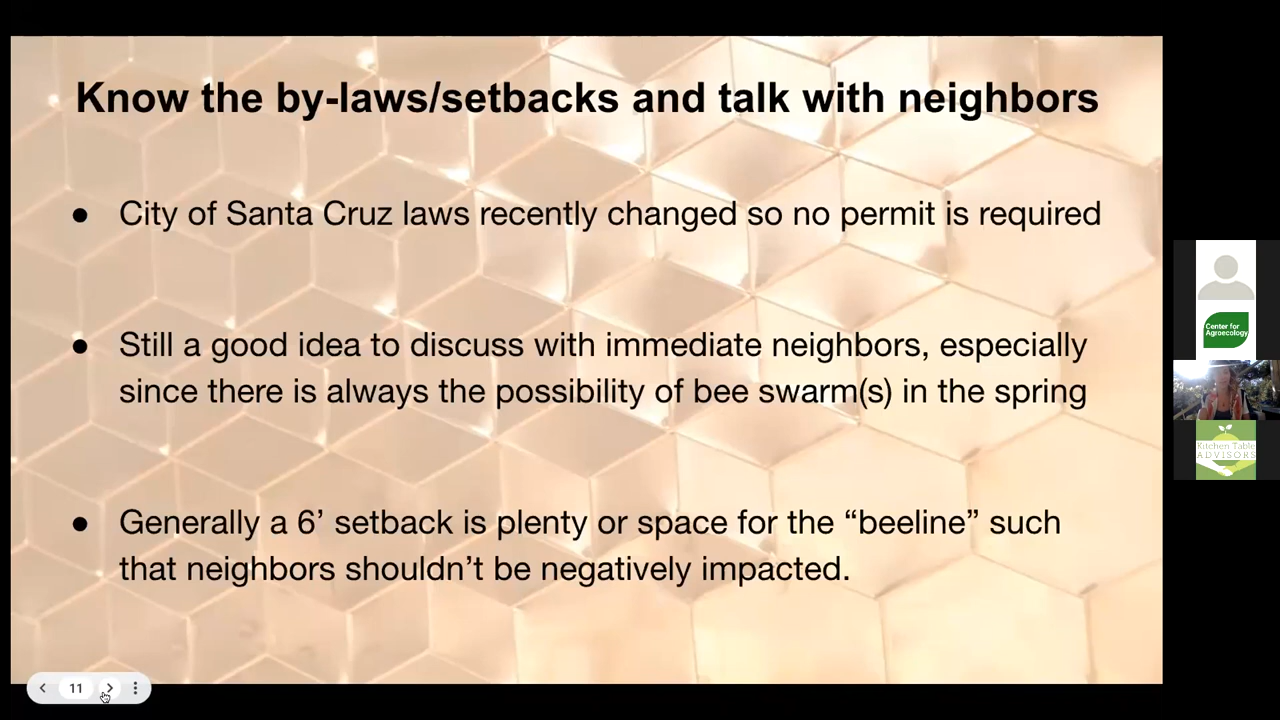 Know the by-laws/setbacks and talk with neighbors
● City of Santa Cruz laws recently changed so no permit is required
● Still a good idea to discuss with immediate neighbors, especially
since there is always the possibility of bee swarm(s) in the spring
● Generally a 6’ setback is plenty or space for the “beeline” such
that neighbors shouldn’t be negatively impacted.
11
Center for
Agroecology
Kitchen Table
ADVISORS